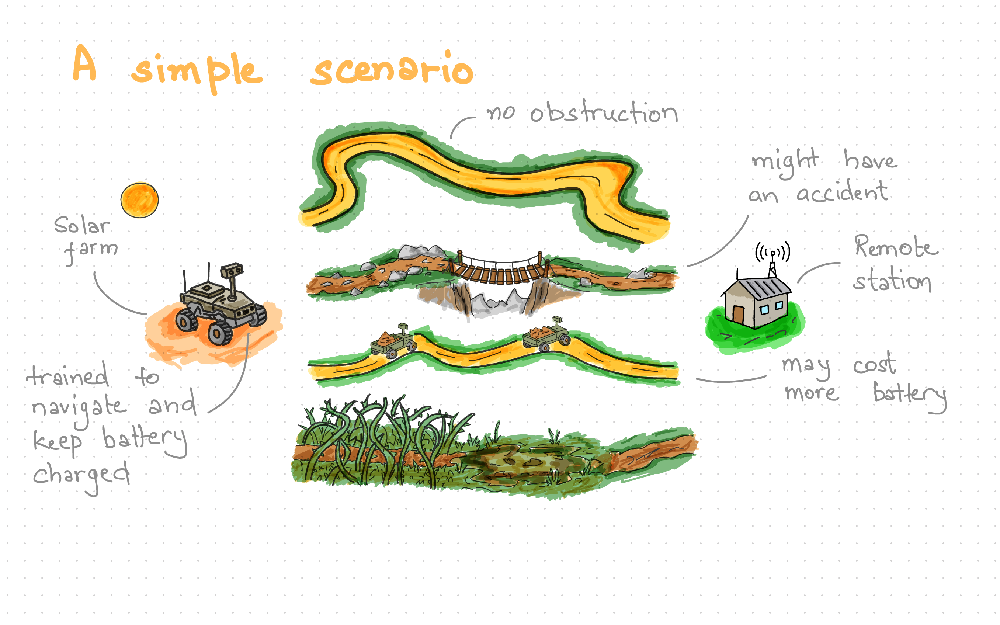 A simple scenario
no obstruction
might have
an accident
Solar
farm
Remote
station
trained to
navigate and
keep battery
charged
may cost
more battery